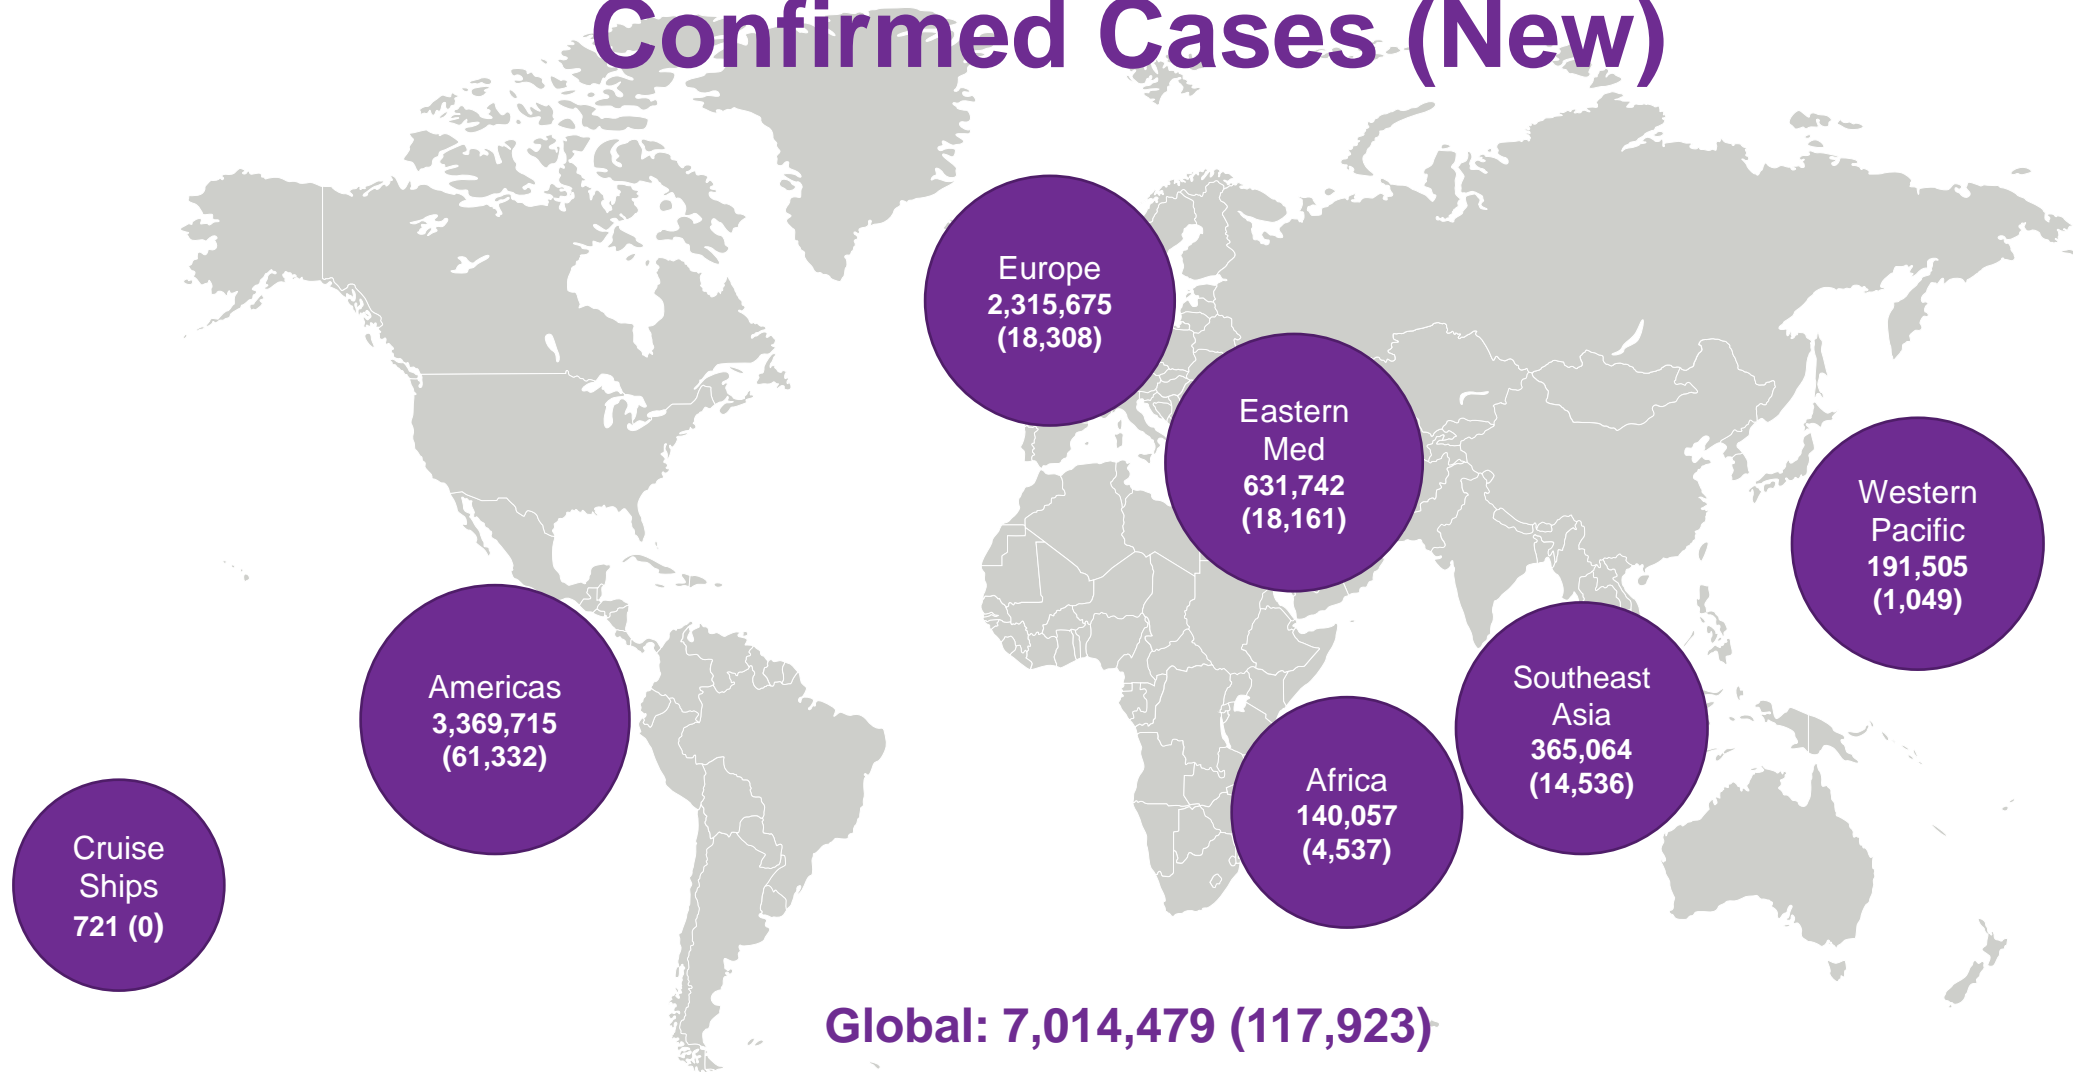 Confirmed Cases (New)
Europe
2,315,675
(18,308)
Eastern
Med
631,742
(18,161)
Western
Pacific
191,505
(1,049)
Americas
3,369,715
(61,332)
Southeast
Asia
365,064
(14,536)
Africa
140,057
(4,537)
Cruise
Ships
721 (0)
Global: 7,014,479 (117,923)